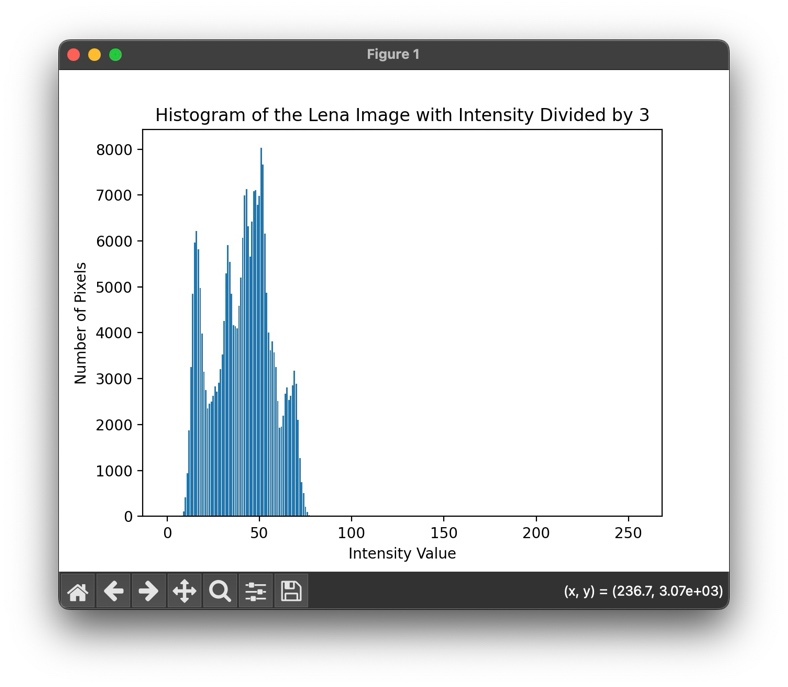 Figure 1
Histogram of the Lena Image with Intensity Divided by 3
8000
7000
6000
5000
4000
3000
2000
1000
0
Number of Pixels
0 50 100 150 200 250
Intensity Value
(x, y) = (236.7, 3.07e+03)